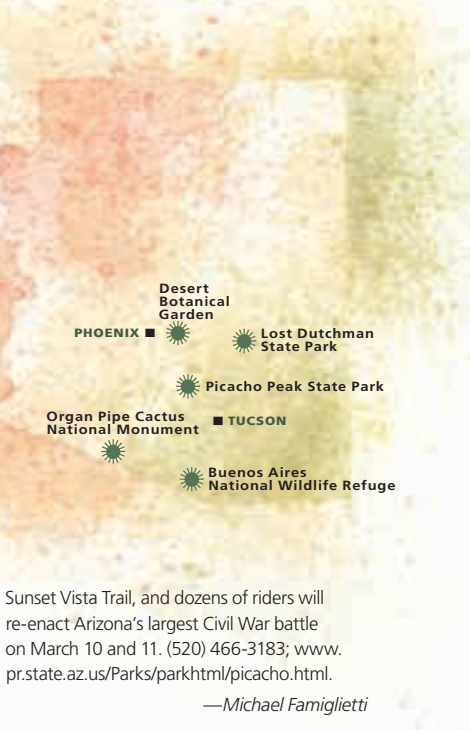 Desert
Botanical
Garden
PHOENIX
Lost Dutchman
State Park
Picacho Peak State Park
Organ Pipe Cactus
National Monument
TUCSON
Buenos Aires
National Wildlife Refuge
Sunset Vista Trail, and dozens of riders will
re-enact Arizona’s largest Civil War battle
on March 10 and 11. (520) 466-3183; www.
pr.state.az.us/Parks/parkhtml/picacho.html.
—Michael Famiglietti